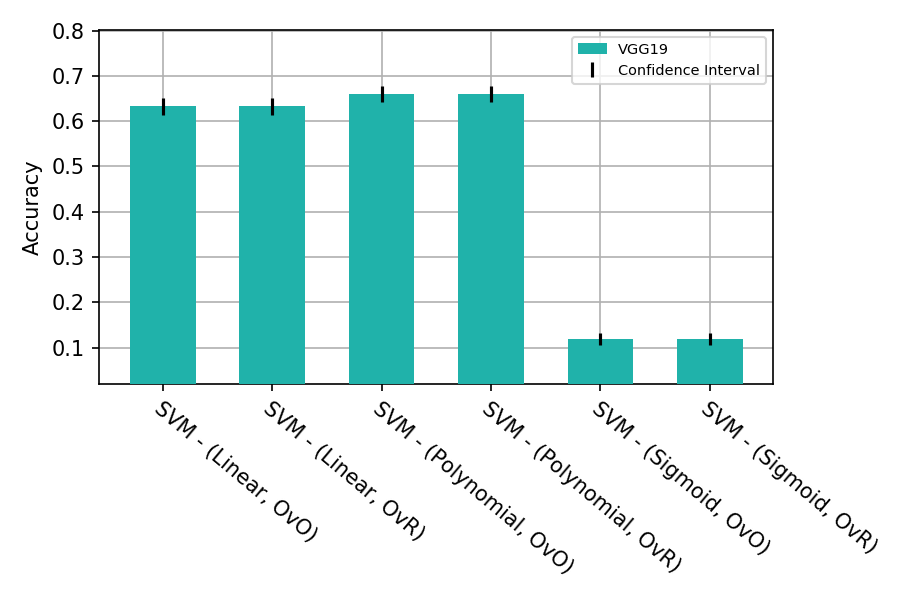 0.8
0.7
0.6
0.5
0.4
0.3
0.2
0.1
Accuracy
VGG19
Confidence Interval
SVM - (Linear, OvO)
SVM - (Linear, OvR)
SVM - (Polynomial, OvO)
SVM - (Polynomial, OvR)
SVM - (Sigmoid, OvO)
SVM - (Sigmoid, OvR)